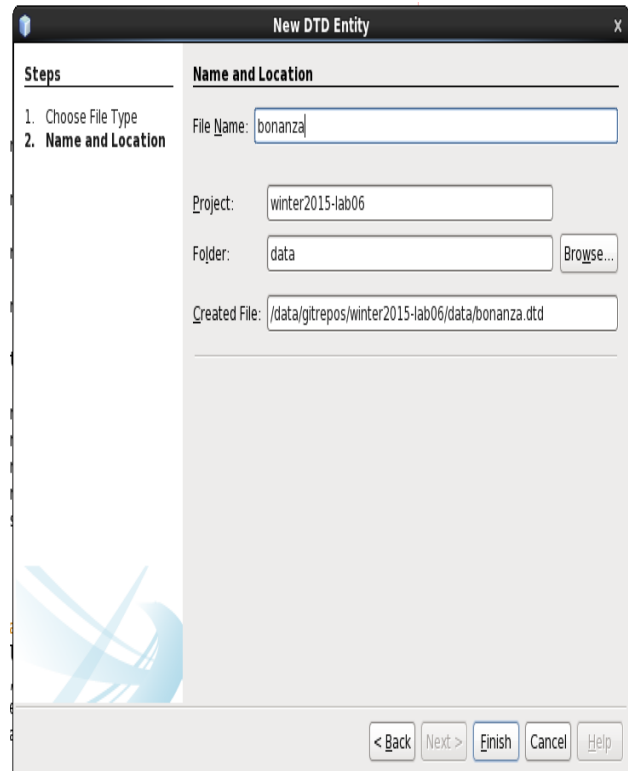 New DTD Entity x
Steps
1. Choose File Type
2. Name and Location
Name and Location
File Name: bonanza
Project: winter2015-lab06
Folder: data Browse...
Created File: /data/gitrepos/winter2015-lab06/data/bonanza.dtd
< Back Next > Finish Cancel Help